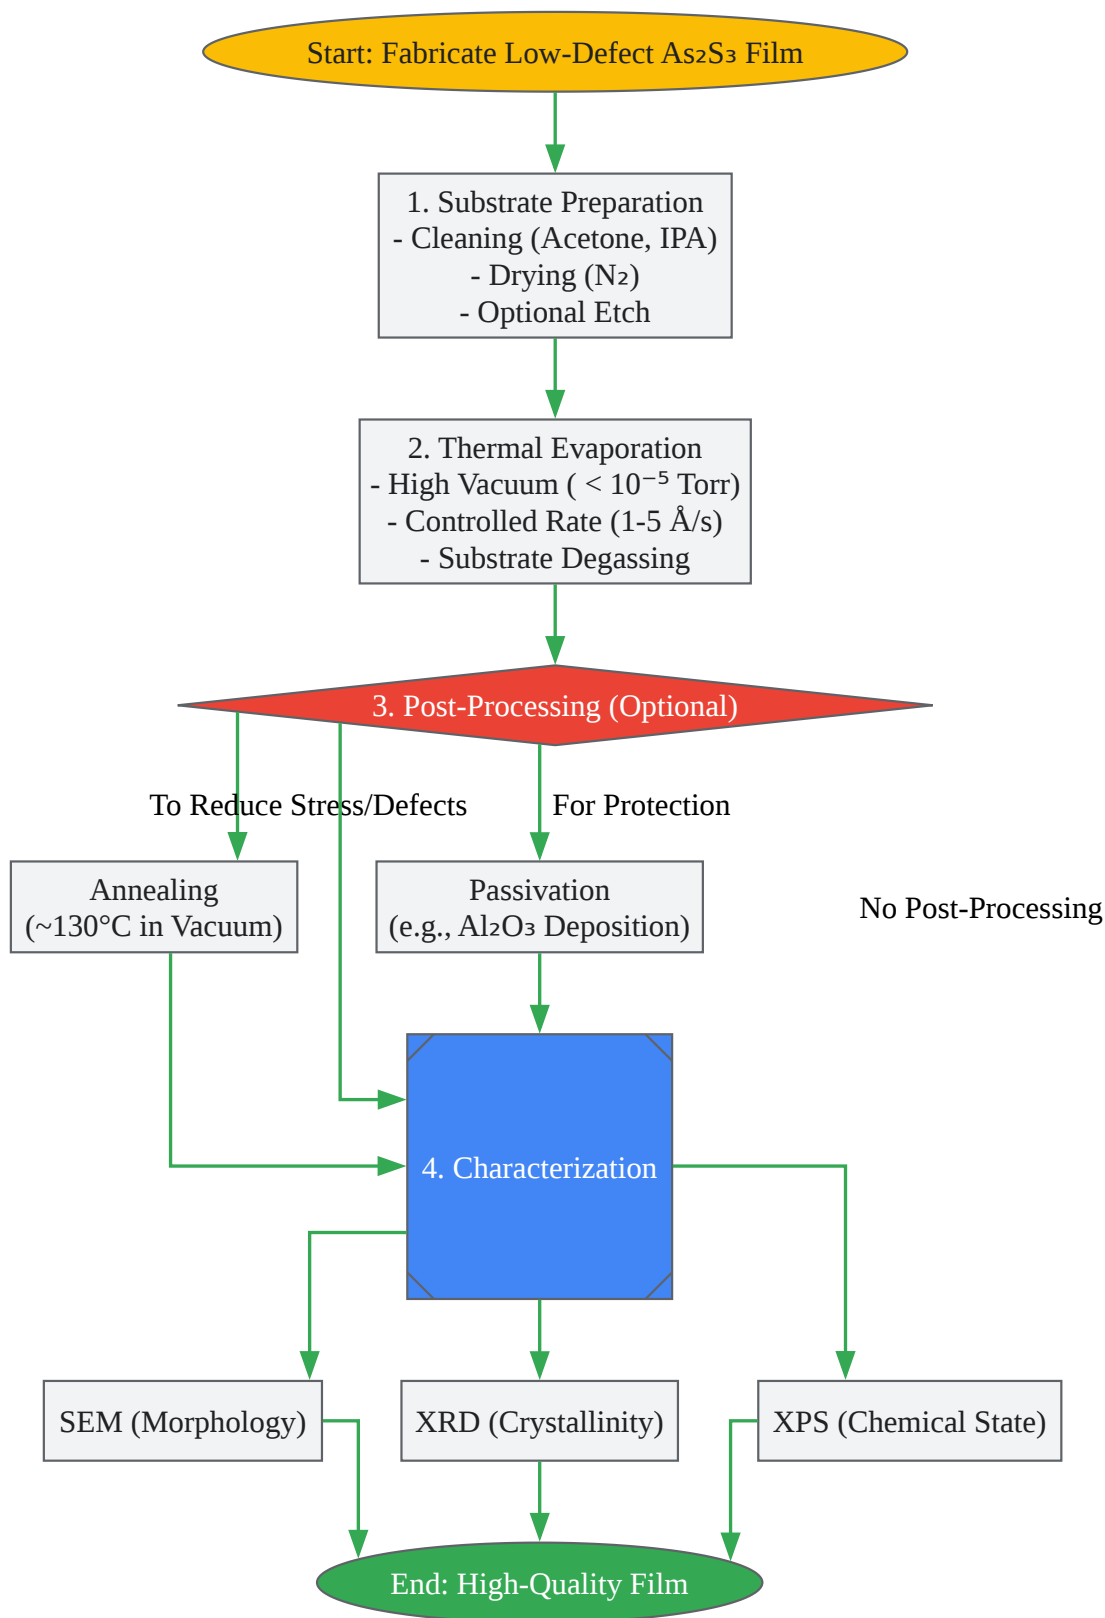 Start: Fabricate Low-Defect As₂S₃ Film
1. Substrate Preparation
- Cleaning (Acetone, IPA)
- Drying (N₂)
- Optional Etch
2. Thermal Evaporation
- High Vacuum ( < 10⁻⁵ Torr)
- Controlled Rate (1-5 Å/s)
- Substrate Degassing
3. Post-Processing (Optional)
To Reduce Stress/Defects
For Protection
Annealing
(~130°C in Vacuum)
Passivation
(e.g., Al₂O₃ Deposition)
No Post-Processing
4. Characterization
SEM (Morphology)
XRD (Crystallinity)
XPS (Chemical State)
End: High-Quality Film